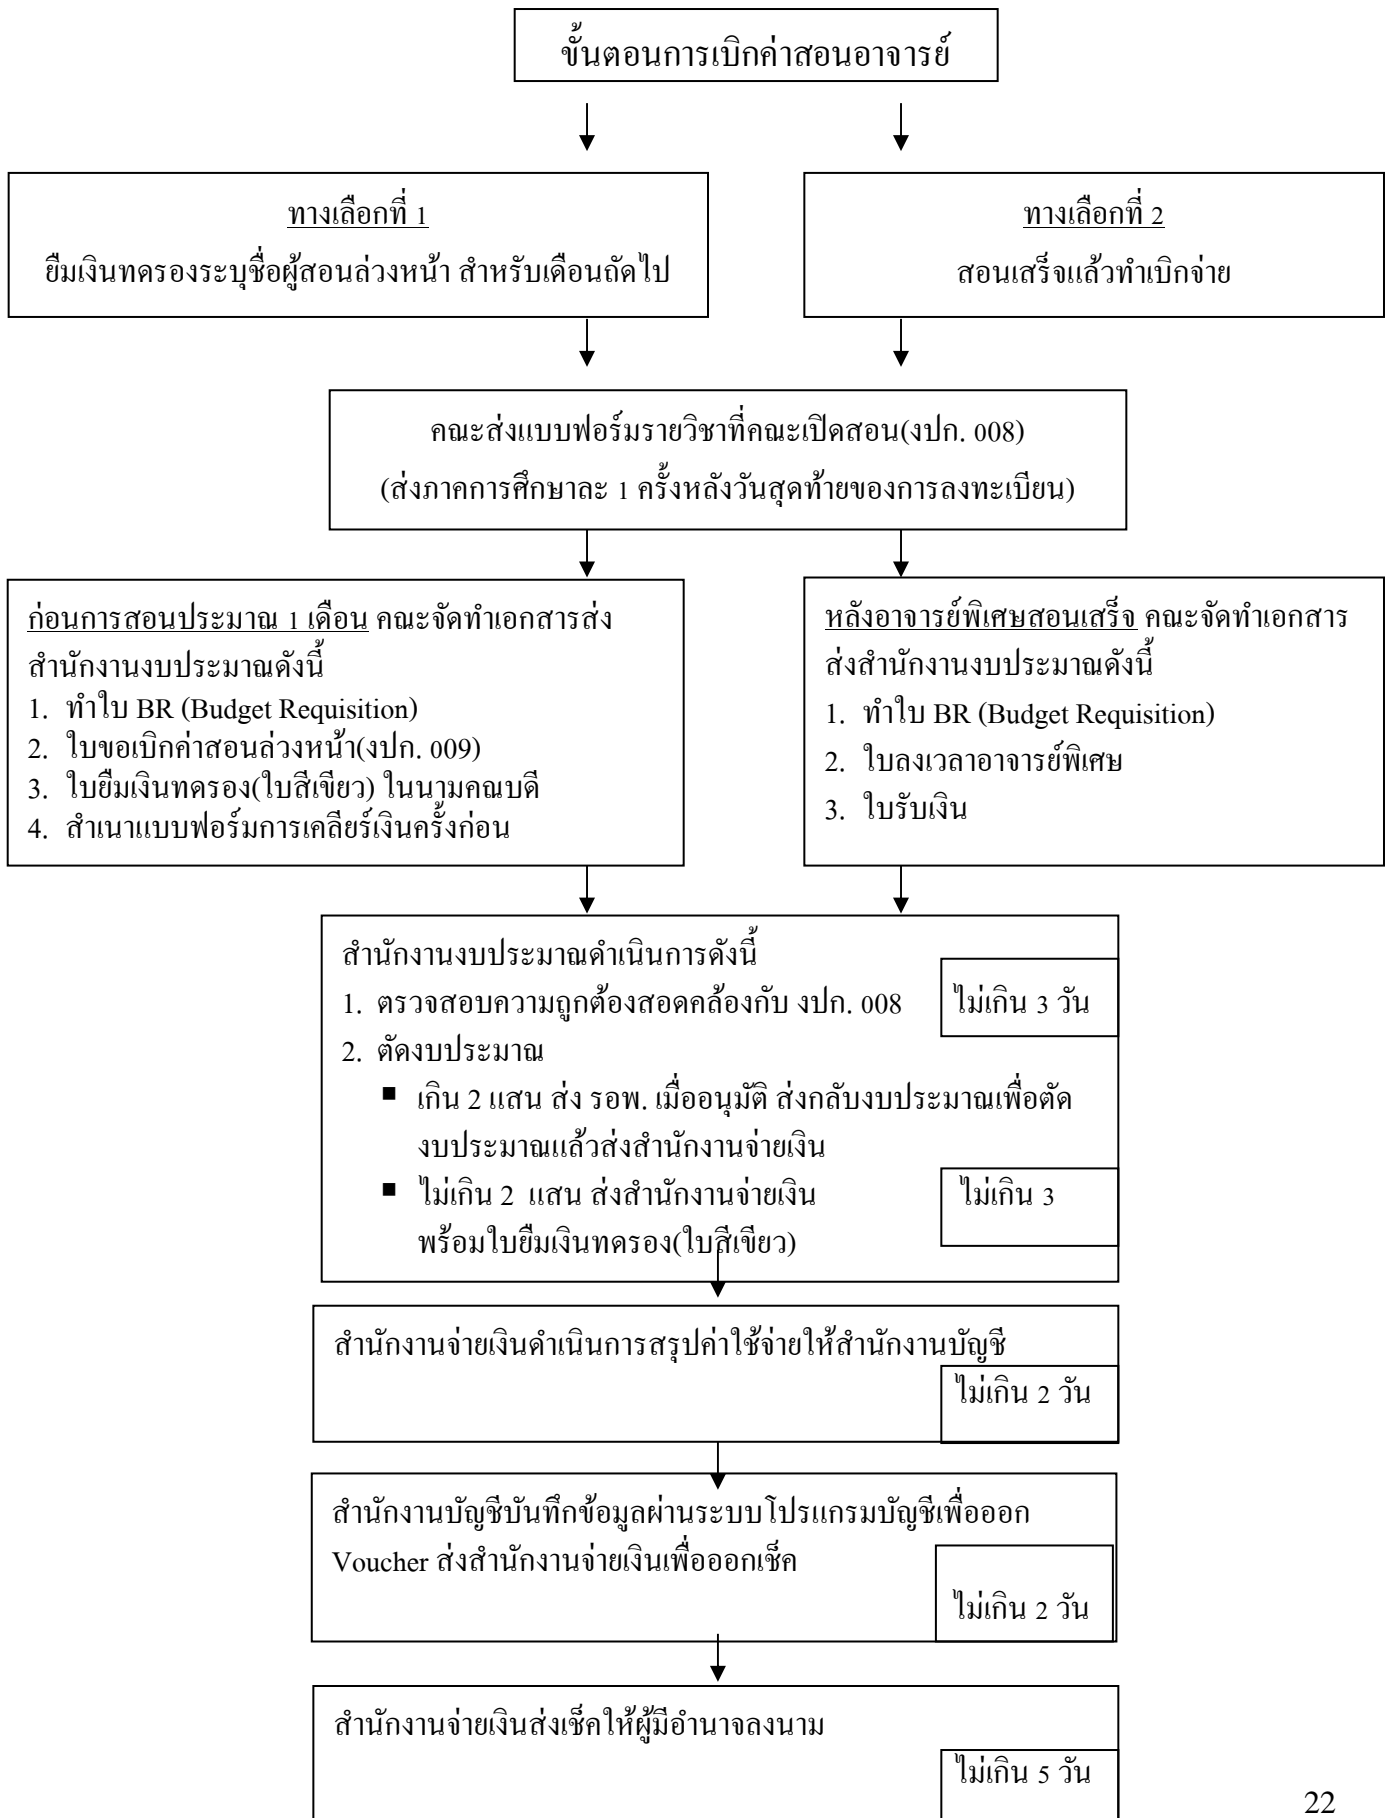 ขั้นตอนการเบิกค่าสอนอาจารย์
ทางเลือกที่ 1
ยืมเงินทดรองระบุชื่อผู้สอนล่วงหน้า สำหรับเดือนถัดไป
ทางเลือกที่ 2
สอนเสร็จแล้วทำเบิกจ่าย
คณะส่งแบบฟอร์มรายวิชาที่คณะเปิดสอน(งปก. 008)
(ส่งภาคการศึกษาละ 1 ครั้งหลังวันสุดท้ายของการลงทะเบียน)
ก่อนการสอนประมาณ 1 เดือน คณะจัดทำเอกสารส่ง
สำนักงานงบประมาณดังนี้
1. ทำใบ BR (Budget Requisition)
2. ใบขอเบิกค่าสอนล่วงหน้า(งปก. 009)
3. ใบยืมเงินทดรอง(ใบสีเขียว) ในนามคณบดี
4. สำเนาแบบฟอร์มการเคลียร์เงินครั้งก่อน
หลังอาจารย์พิเศษสอนเสร็จ คณะจัดทำเอกสาร
ส่งสำนักงานงบประมาณดังนี้
1. ทำใบ BR (Budget Requisition)
2. ใบลงเวลาอาจารย์พิเศษ
3. ใบรับเงิน
สำนักงานงบประมาณดำเนินการดังนี้
1. ตรวจสอบความถูกต้องสอดคล้องกับ งปก. 008
ไม่เกิน 3 วัน
2. ตัดงบประมาณ
■ เกิน 2 แสน ส่ง รอพ. เมื่ออนุมัติ ส่งกลับงบประมาณเพื่อตัด
งบประมาณแล้วส่งสำนักงานจ่ายเงิน
■ ไม่เกิน 2 แสน ส่งสำนักงานจ่ายเงิน
พร้อมใบยืมเงินทดรอง(ใบสีเขียว)
ไม่เกิน 3
สำนักงานจ่ายเงินดำเนินการสรุปค่าใช้จ่ายให้สำนักงานบัญชี
ไม่เกิน 2 วัน
สำนักงานบัญชีบันทึกข้อมูลผ่านระบบโปรแกรมบัญชีเพื่อออก
Voucher ส่งสำนักงานจ่ายเงินเพื่อออกเช็ค
ไม่เกิน 2 วัน
สำนักงานจ่ายเงินส่งเช็คให้ผู้มีอำนาจลงนาม
ไม่เกิน 5 วัน
22